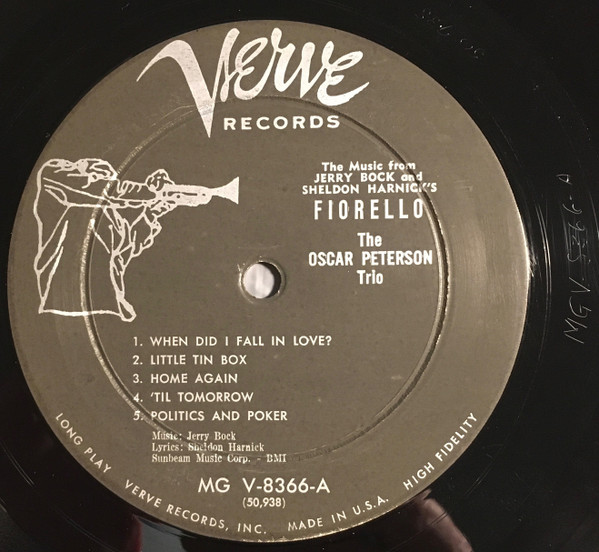 Verve
RECORDS
The Music from
JERRY BOCK and
SHELDON HARNICK'S
FIORELLO
The
OSCAR PETERSON
Trio
1. WHEN DID I FALL IN LOVE?
2. LITTLE TIN BOX
3. HOME AGAIN
4. 'TIL TOMORROW
5. POLITICS AND POKER
Music: Jerry Bock
Lyrics: Sheldon Harnick
Sunbeam Music Corp. - BMI
MG V-8366-A
(50,938)
LONG PLAY VERVE RECORDS, INC. MADE IN U.S.A. HIGH FIDELITY